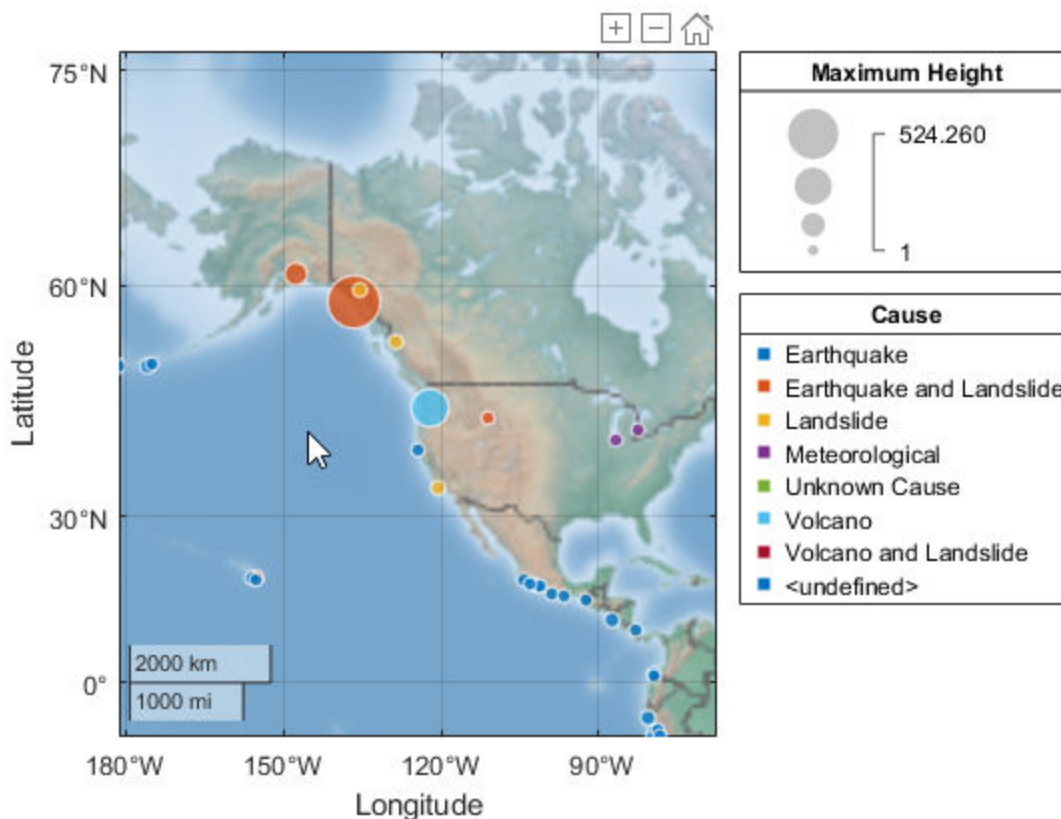 Maximum Height
524.260
1
Cause
Earthquake
Earthquake and Landslide
Landslide
Meteorological
Unknown Cause
Volcano
Volcano and Landslide
<undefined>
75°N
60°N
30°N
0°
Latitude
2000 km
1000 mi
180°W 150°W 120°W 90°W
Longitude